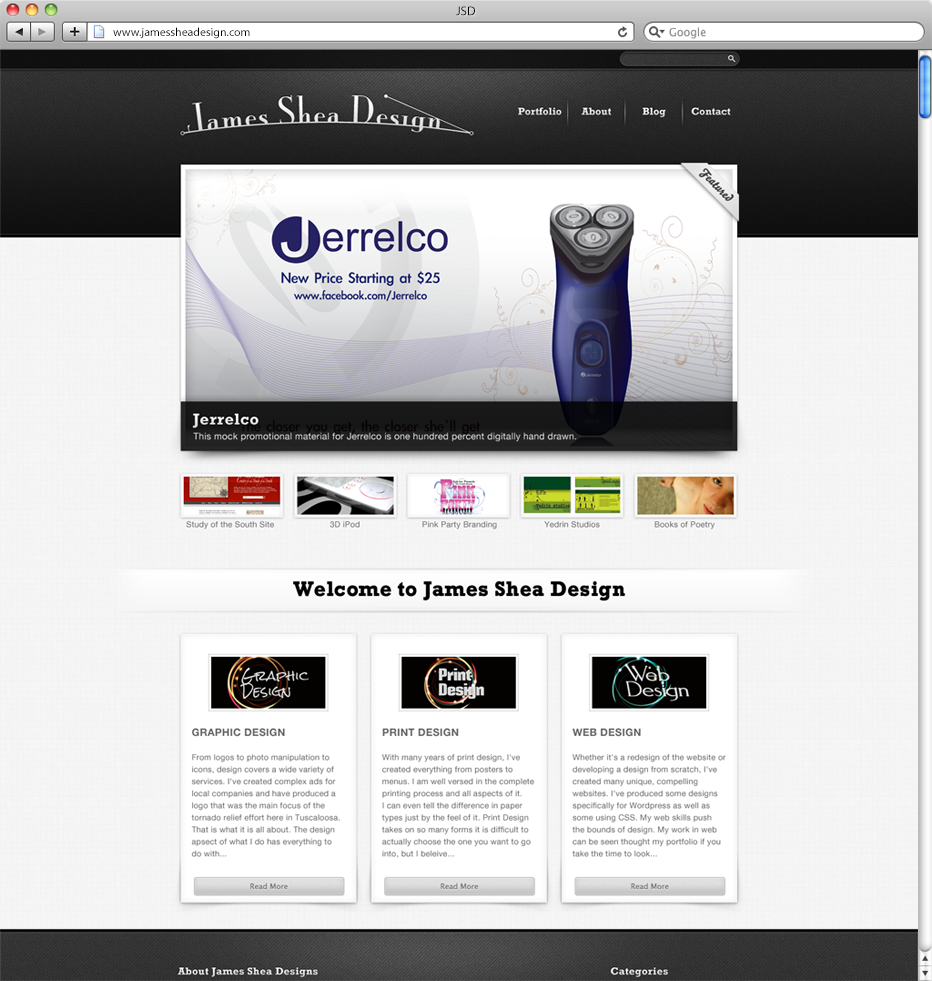 JSD
www.jamessheadesign.com
Google
James Shea Design
Portfolio
About
Blog
Contact
Featured
Jerrelco
New Price Starting at $25
www.facebook.com/Jerrelco
The closer you get, the closer she'll get
Jerrelco
This mock promotional material for Jerrelco is one hundred percent digitally hand drawn.
Study of the South Site
3D iPod
Pink Party Branding
Yedrin Studios
Books of Poetry
Welcome to James Shea Design
Graphic
Design
GRAPHIC DESIGN
From logos to photo manipulation to
icons, design covers a wide variety of
services. I've created complex ads for
local companies and have produced a
logo that was the main focus of the
tornado relief effort here in Tuscaloosa.
That is what it is all about. The design
apsect of what I do has everything to
do with...
Read More
Print
Design
PRINT DESIGN
With many years of print design, I've
created everything from posters to
menus. I am well versed in the complete
printing process and all aspects of it.
I can even tell the difference in paper
types just by the feel of it. Print Design
takes on so many forms it is difficult to
actually choose the one you want to go
into, but I beleive...
Read More
Web
Design
WEB DESIGN
Whether it's a redesign of the website or
developing a design from scratch, I've
created many unique, compelling
websites. I've produced some designs
specifically for Wordpress as well as
some using CSS. My web skills push
the bounds of design. My work in web
can be seen thought my portfolio if you
take the time to look...
Read More
About James Shea Designs
Categories